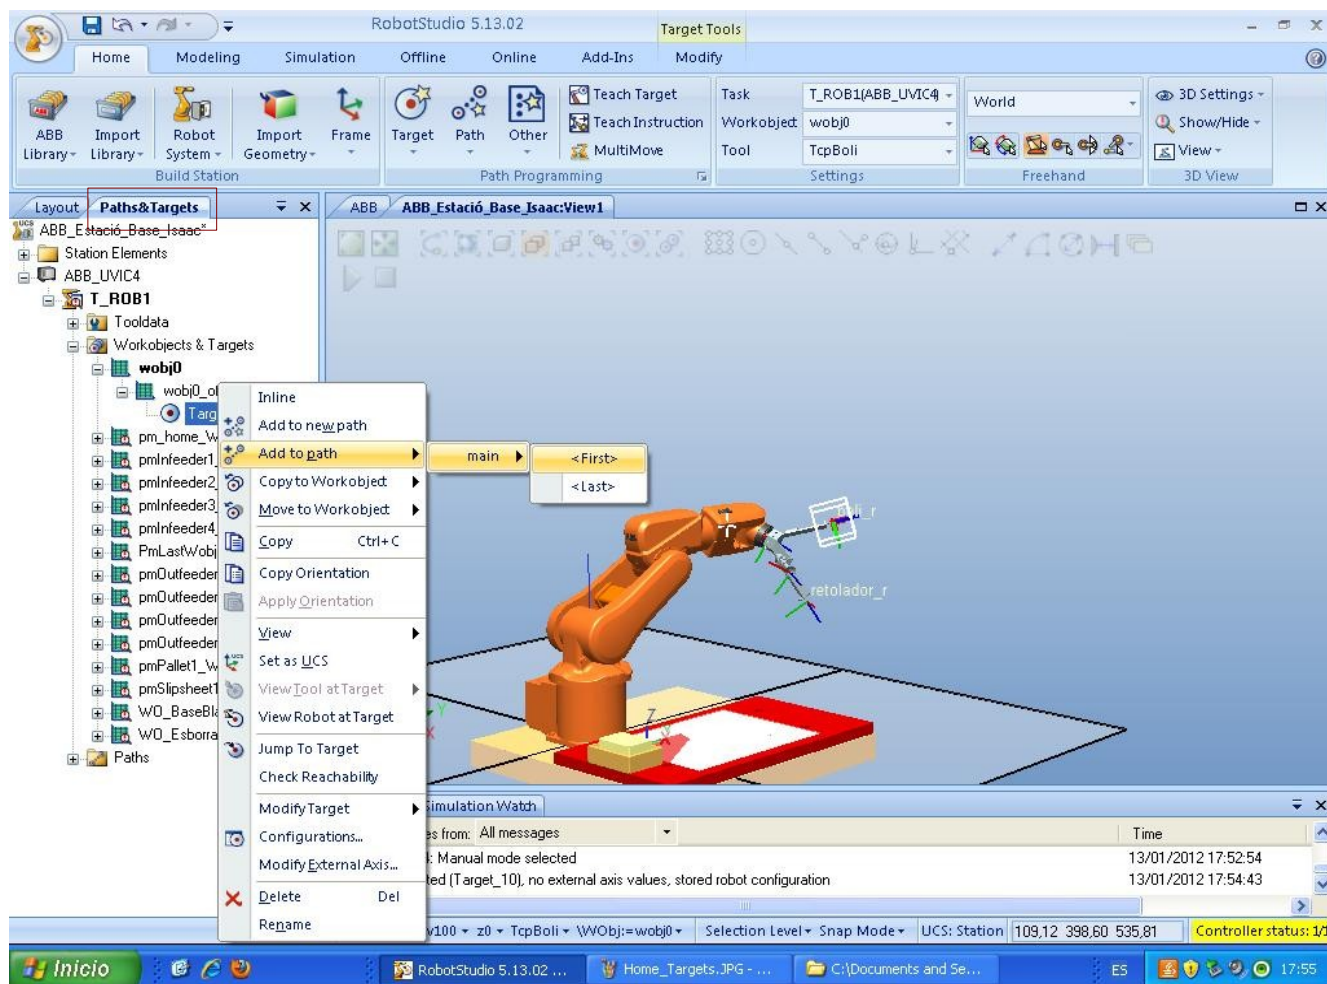 RobotStudio 5.13.02
Target Tools
Home Modeling Simulation Offline Online Add-Ins Modify
ABB Library
Import Library
Robot System
Import Geometry
Frame
Build Station
Target
Path
Other
Teach Target
Teach Instruction
MultiMove
Path Programming
Task T_ROB1(ABB_UVIC4)
Workobject wobj0
Tool TcpBoli
Settings
World
Freehand
3D Settings
Show/Hide
View
3D View
Layout Paths&Targets
ABB ABB_Estació_Base_Isaac:View1
ABB_Estació_Base_Isaac*
Station Elements
ABB_UVIC4
T_ROB1
Tooldata
Workobjects & Targets
wobj0
wobj0_of
Targ
pm_home_W
pmInfeeder1_
pmInfeeder2_
pmInfeeder3_
pmInfeeder4_
PmLastWobj
pmOutfeeder
pmOutfeeder
pmOutfeeder
pmOutfeeder
pmPallet1_W
pmSlipsheet1
WO_BaseBla
WO_Esborra
Paths
Inline
Add to new path
Add to path
Copy to Workobject
Move to Workobject
Copy Ctrl+C
Copy Orientation
Apply Orientation
View
Set as UCS
View Tool at Target
View Robot at Target
Jump To Target
Check Reachability
Modify Target
Configurations...
Modify External Axis...
Delete Del
Rename
main
<First>
<Last>
boli_r
retolador_r
Z
Y
X
Simulation Watch
es from: All messages
Time
: Manual mode selected 13/01/2012 17:52:54
ted (Target_10), no external axis values, stored robot configuration 13/01/2012 17:54:43
v100 z0 TcpBoli \WObj:=wobj0 Selection Level Snap Mode UCS: Station 109,12 398,60 535,81 Controller status: 1/1
Inicio
RobotStudio 5.13.02 ...
Home_Targets.JPG - ...
C:\Documents and Se...
ES
17:55